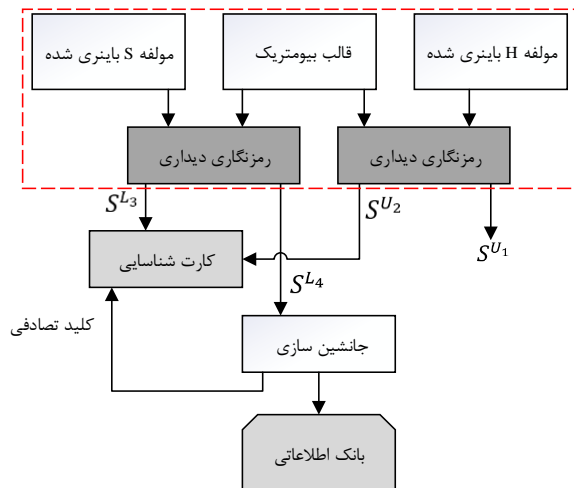 مولفه H باینری شده
قالب بیومتریک
مولفه S باینری شده
رمزنگاری دیداری
رمزنگاری دیداری
S^{L_3}
S^{U_2}
S^{U_1}
کارت شناسایی
S^{L_4}
کلید تصادفی
جانشین سازی
بانک اطلاعاتی